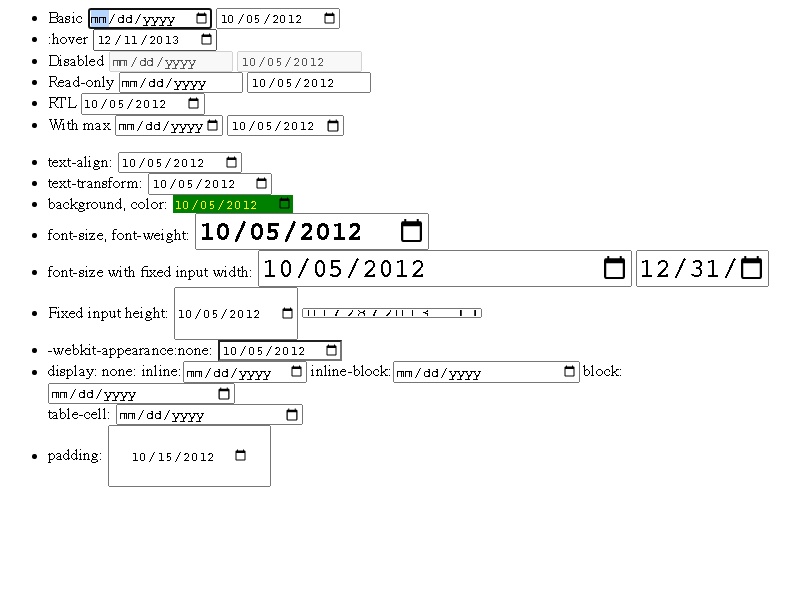 Basic mm/dd/yyyy 10/05/2012
:hover 12/11/2013
Disabled mm/dd/yyyy 10/05/2012
Read-only mm/dd/yyyy 10/05/2012
RTL 10/05/2012
With max mm/dd/yyyy 10/05/2012
text-align: 10/05/2012
text-transform: 10/05/2012
background, color: 10/05/2012
font-size, font-weight: 10/05/2012
font-size with fixed input width: 10/05/2012 12/31/
Fixed input height: 10/05/2012
-webkit-appearance:none: 10/05/2012
display: none: inline: mm/dd/yyyy inline-block: mm/dd/yyyy block:
mm/dd/yyyy
table-cell: mm/dd/yyyy
padding: 10/15/2012